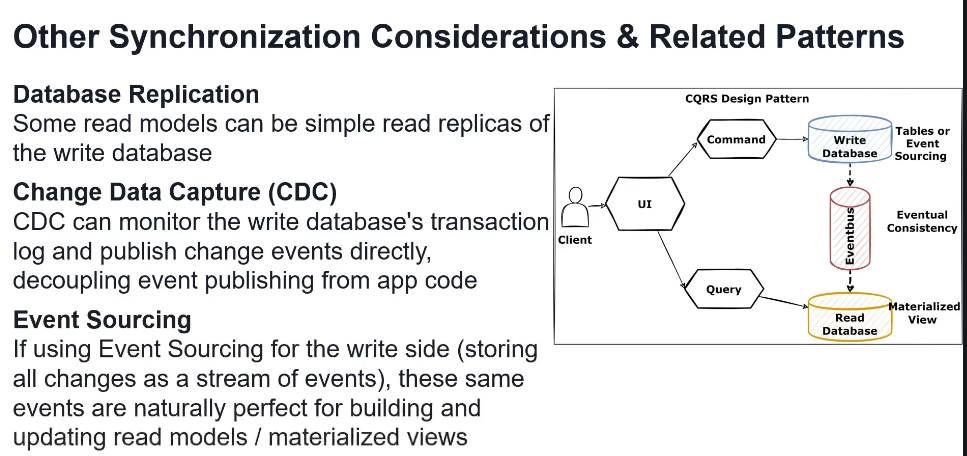 Other Synchronization Considerations & Related Patterns
Database Replication
Some read models can be simple read replicas of
the write database
Change Data Capture (CDC)
CDC can monitor the write database's transaction
log and publish change events directly,
decoupling event publishing from app code
Event Sourcing
If using Event Sourcing for the write side (storing
all changes as a stream of events), these same
events are naturally perfect for building and
updating read models / materialized views
CQRS Design Pattern
Client
UI
Command
Write
Database
Tables or
Event
Sourcing
Eventbus
Eventual
Consistency
Query
Read
Database
Materialized
View